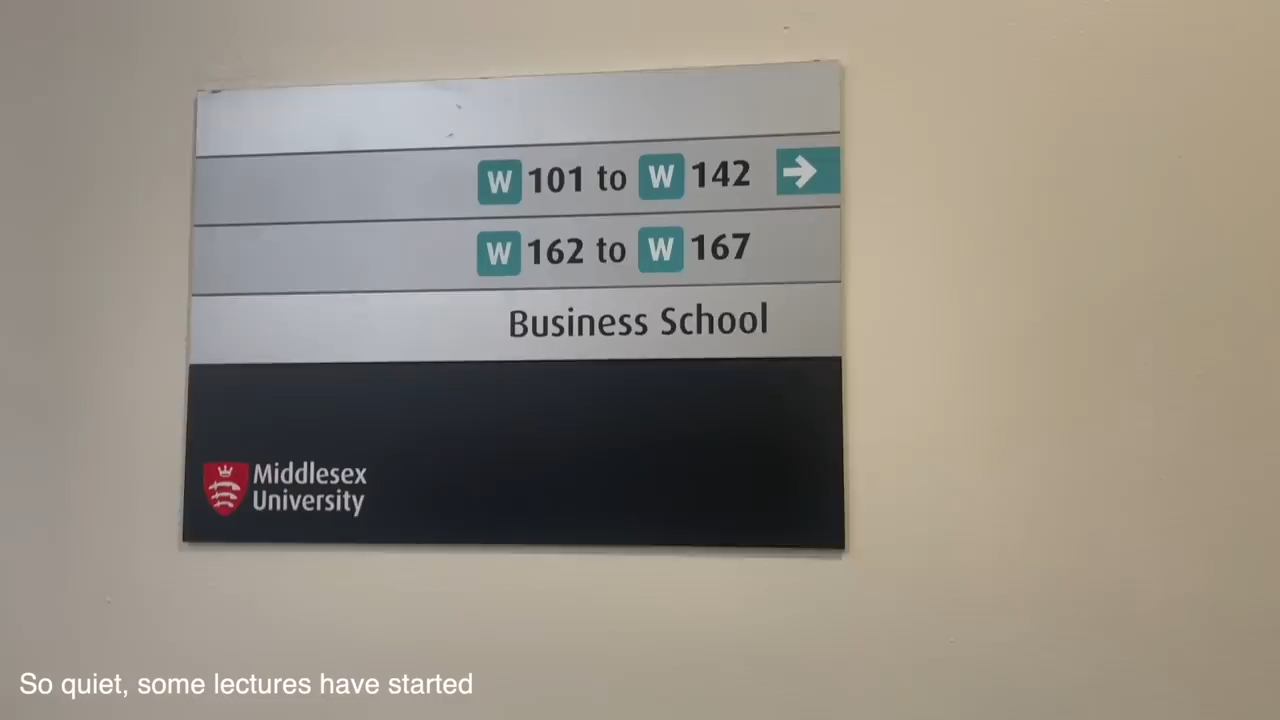 W 101 to W 142
W 162 to W 167
Business School
Middlesex
University
So quiet, some lectures have started